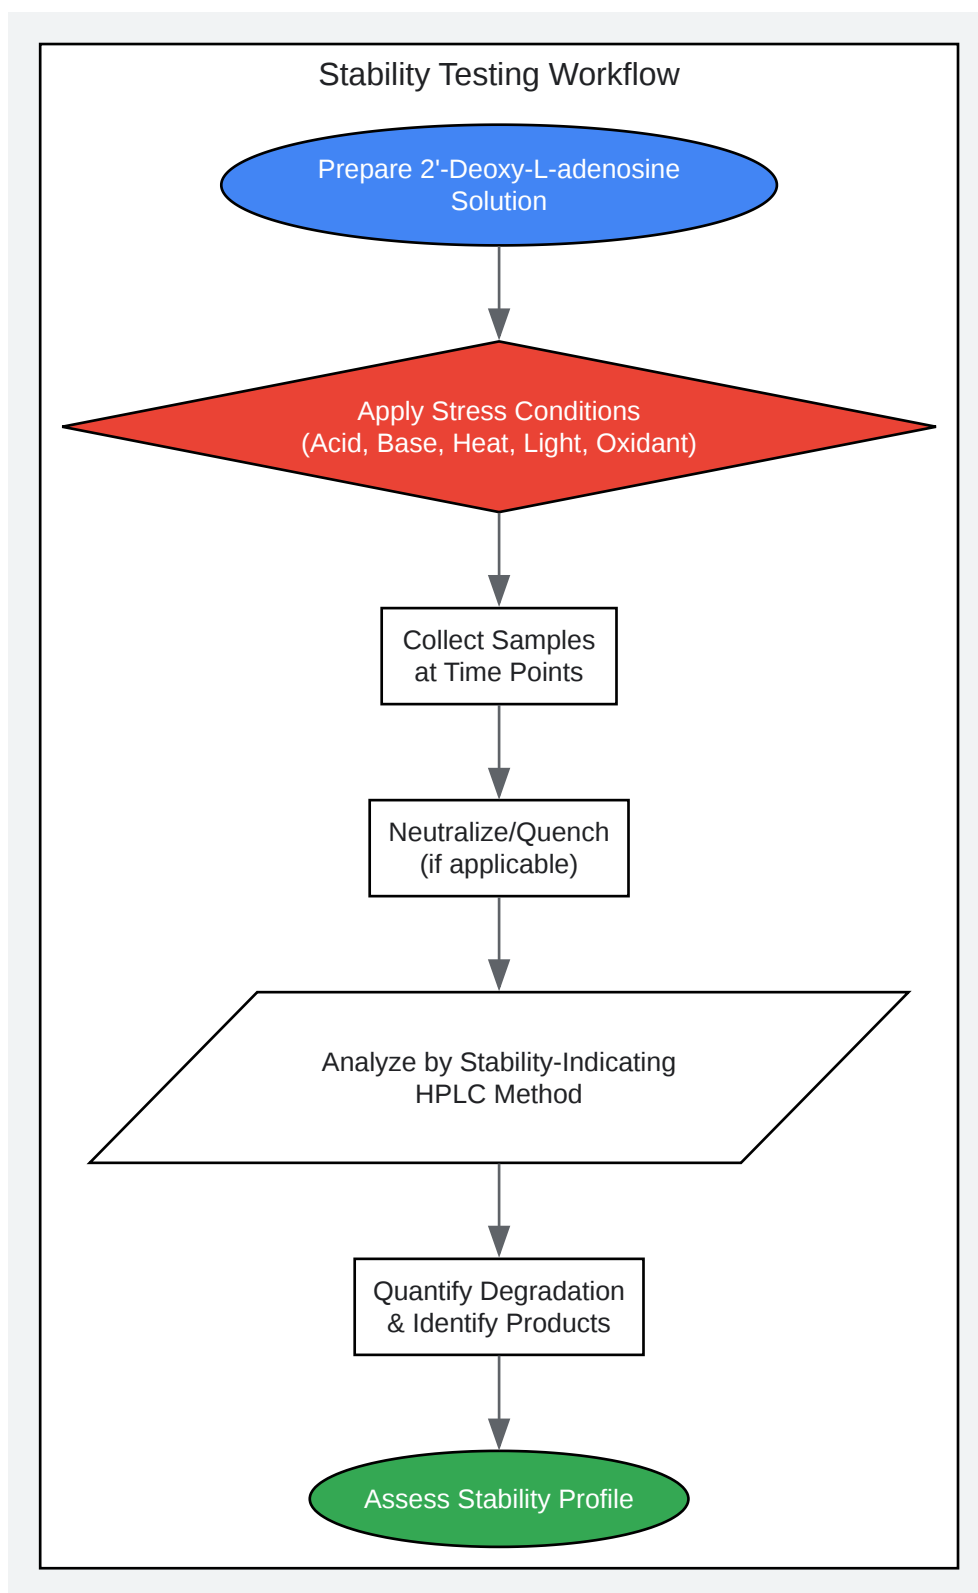 Stability Testing Workflow
Prepare 2'-Deoxy-L-adenosine
Solution
Apply Stress Conditions
(Acid, Base, Heat, Light, Oxidant)
Collect Samples
at Time Points
Neutralize/Quench
(if applicable)
Analyze by Stability-Indicating
HPLC Method
Quantify Degradation
& Identify Products
Assess Stability Profile